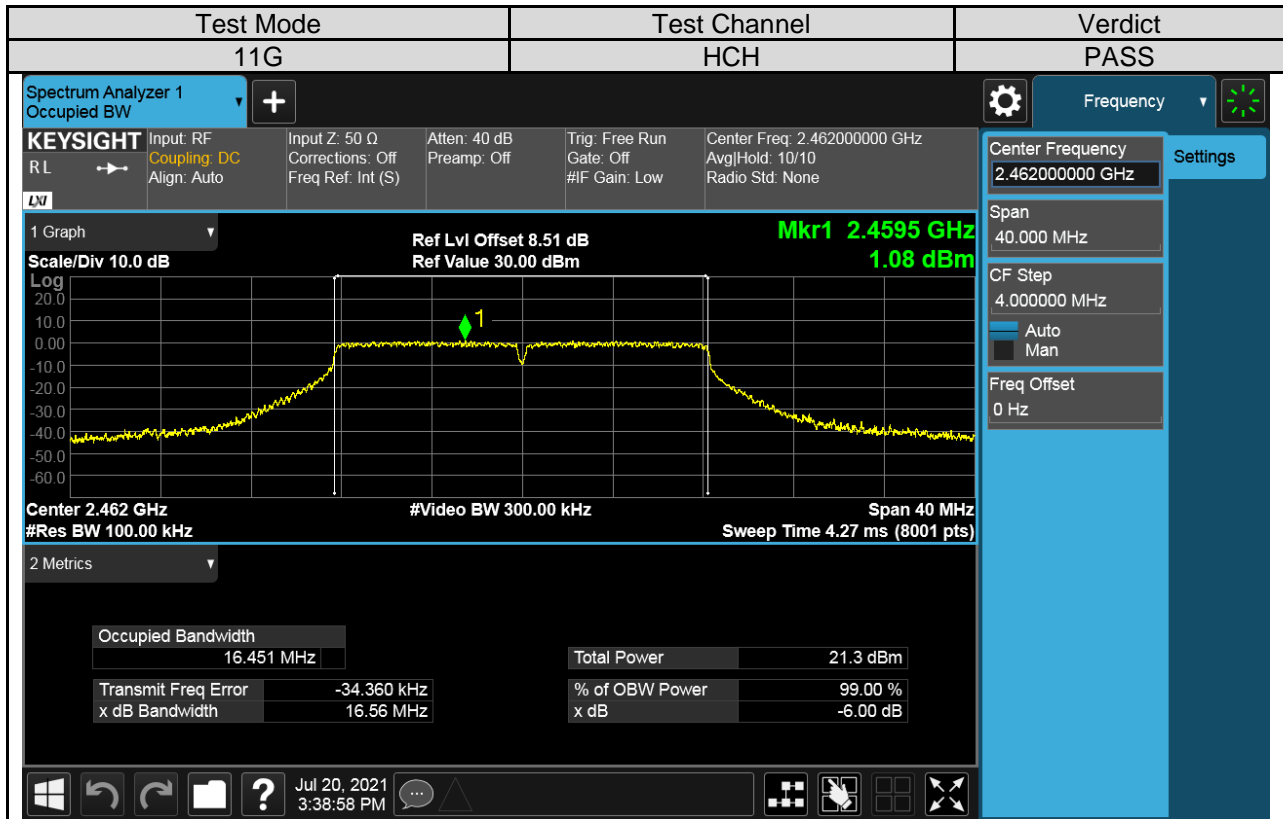 Test Mode Test Channel Verdict
11G HCH PASS
Spectrum Analyzer 1
Occupied BW
+
Frequency
KEYSIGHT Input: RF Input Z: 50 Ω Atten: 40 dB Trig: Free Run Center Freq: 2.462000000 GHz
RL Coupling: DC Corrections: Off Preamp: Off Gate: Off Avg|Hold: 10/10
Align: Auto Freq Ref: Int (S) #IF Gain: Low Radio Std: None
LXI
Center Frequency
2.462000000 GHz
Settings
Span
40.000 MHz
CF Step
4.000000 MHz
Auto
Man
Freq Offset
0 Hz
1 Graph Ref Lvl Offset 8.51 dB Mkr1 2.4595 GHz
Scale/Div 10.0 dB Ref Value 30.00 dBm 1.08 dBm
Log
20.0
10.0
1
0.00
-10.0
-20.0
-30.0
-40.0
-50.0
-60.0
Center 2.462 GHz #Video BW 300.00 kHz Span 40 MHz
#Res BW 100.00 kHz Sweep Time 4.27 ms (8001 pts)
2 Metrics
Occupied Bandwidth
16.451 MHz Total Power 21.3 dBm
Transmit Freq Error -34.360 kHz % of OBW Power 99.00 %
x dB Bandwidth 16.56 MHz x dB -6.00 dB
? Jul 20, 2021
3:38:58 PM